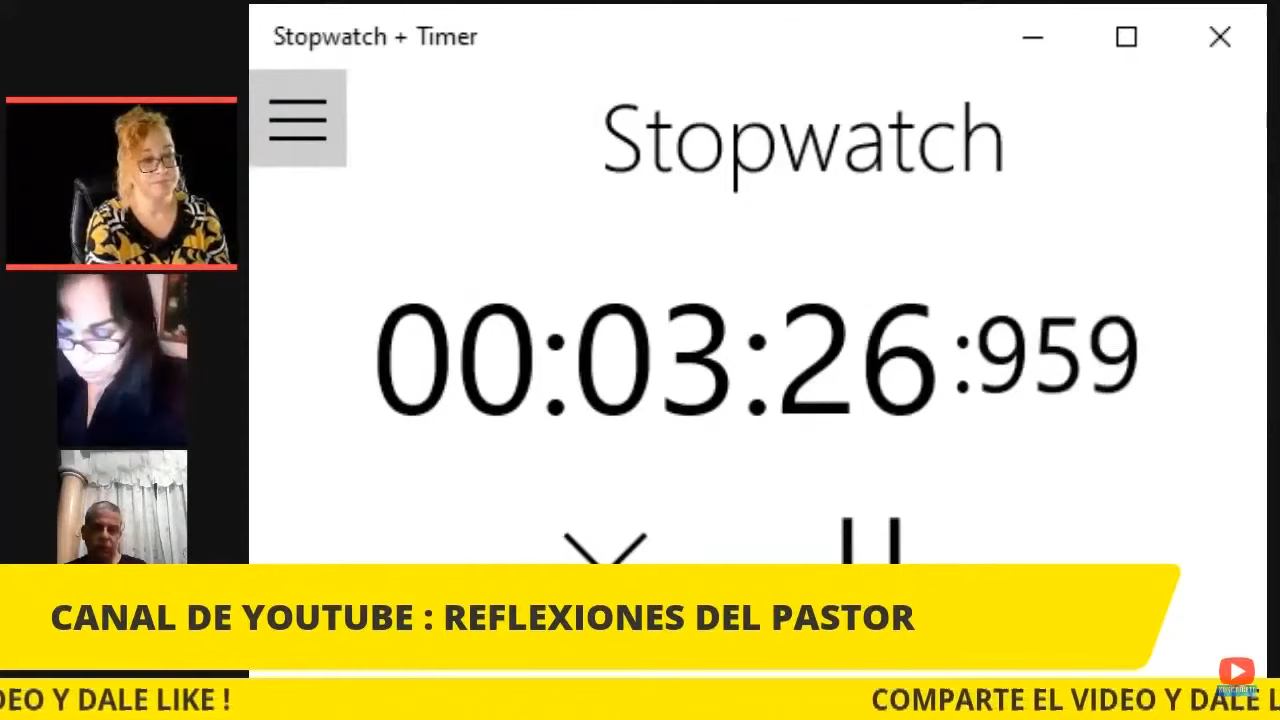 Stopwatch + Timer
Stopwatch
00:03:26:959
CANAL DE YOUTUBE : REFLEXIONES DEL PASTOR
DEO Y DALE LIKE !
COMPARTE EL VIDEO Y DALE L